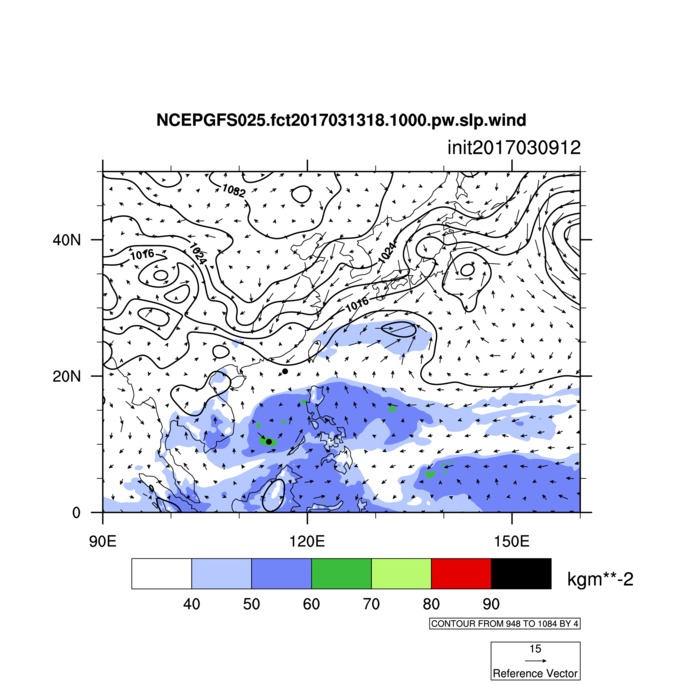 NCEPGFS025.fct2017031318.1000.pw.slp.wind
init2017030912
1032
40N
1016
1024
1024
1016
20N
0
90E
120E
150E
kgm**-2
40 50 60 70 80 90
CONTOUR FROM 948 TO 1084 BY 4
15
Reference Vector